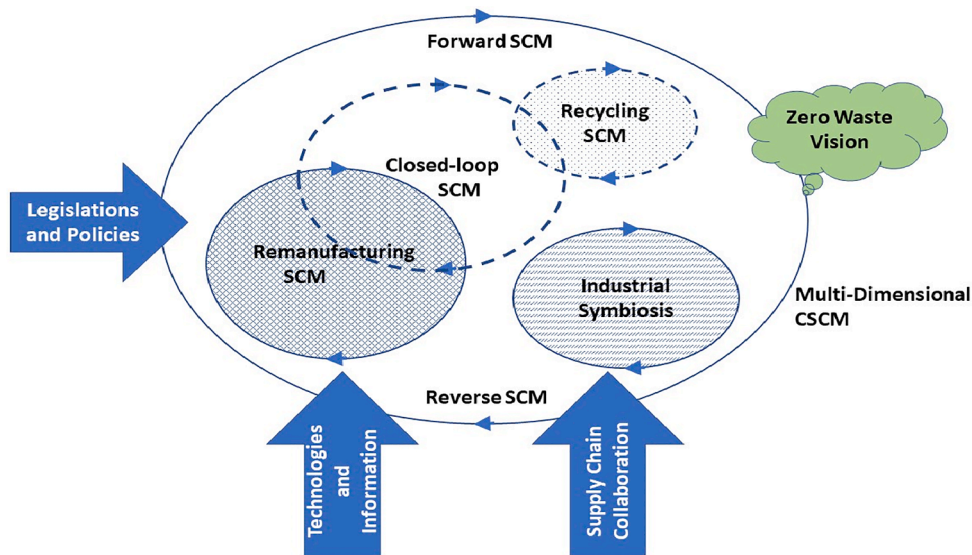 Forward SCM
Recycling
SCM
Zero Waste
Vision
Closed-loop
SCM
Legislations
and Policies
Remanufacturing
SCM
Industrial
Symbiosis
Multi-Dimensional
CSCM
Reverse SCM
Technologies
and
Information
Supply Chain
Collaboration